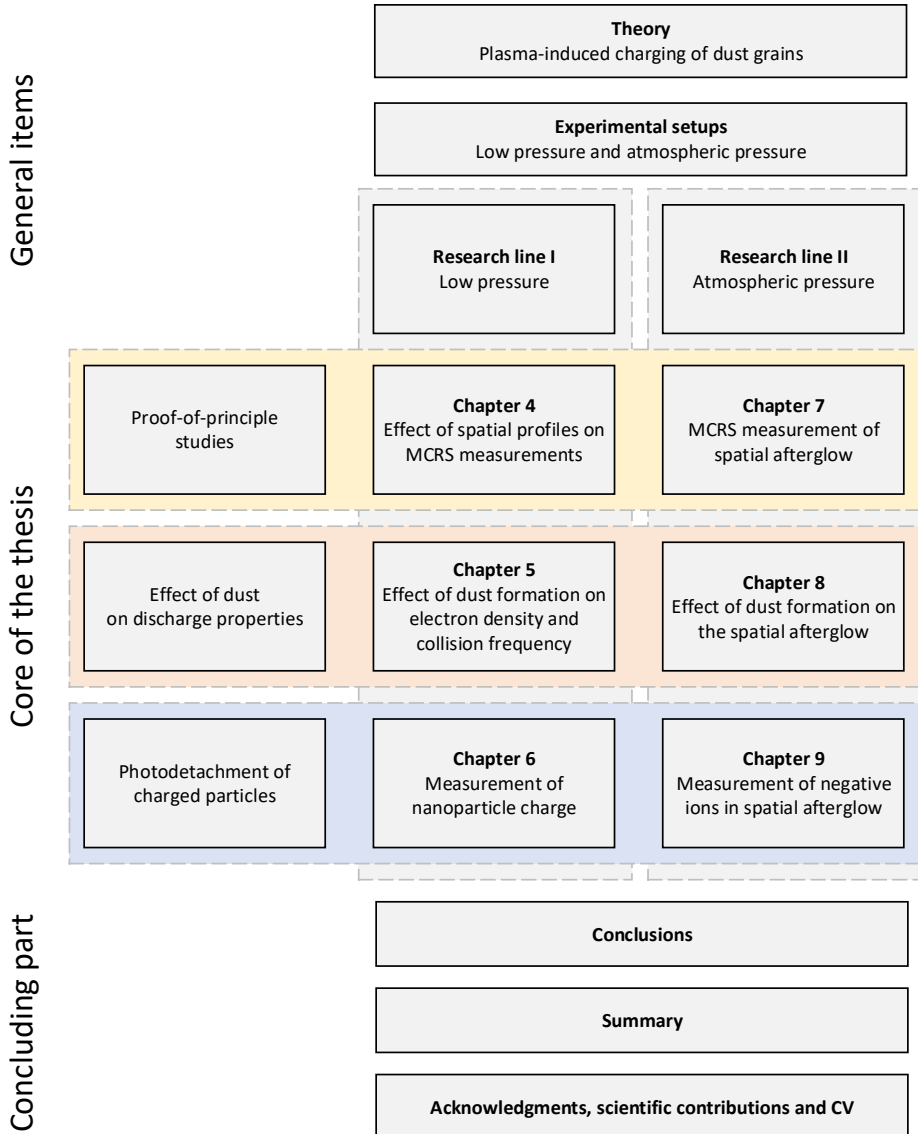 General items
Theory
Plasma-induced charging of dust grains
Experimental setups
Low pressure and atmospheric pressure
Research line I
Low pressure
Research line II
Atmospheric pressure
Core of the thesis
Proof-of-principle
studies
Chapter 4
Effect of spatial profiles on
MCRS measurements
Chapter 7
MCRS measurement of
spatial afterglow
Effect of dust
on discharge properties
Chapter 5
Effect of dust formation on
electron density and
collision frequency
Chapter 8
Effect of dust formation on
the spatial afterglow
Photodetachment of
charged particles
Chapter 6
Measurement of
nanoparticle charge
Chapter 9
Measurement of negative
ions in spatial afterglow
Concluding part
Conclusions
Summary
Acknowledgments, scientific contributions and CV